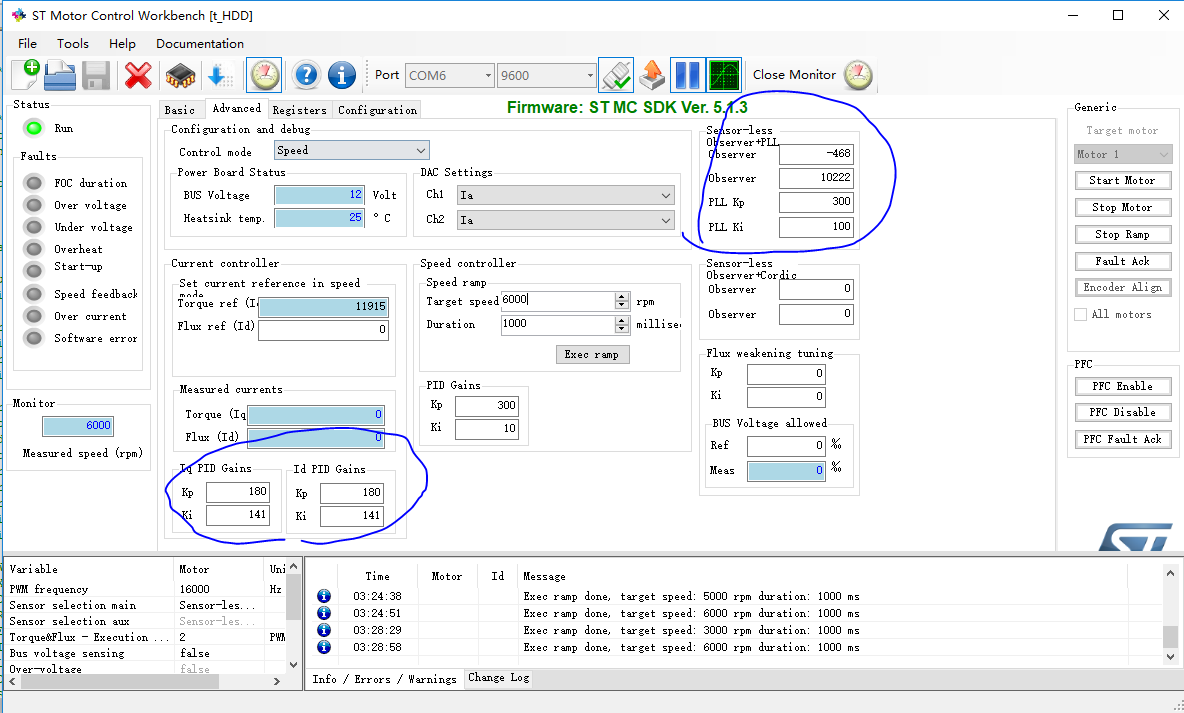 ST Motor Control Workbench [t_HDD]
File Tools Help Documentation
Port COM6 9600 Close Monitor
Status
Run
Faults
FOC duration
Over voltage
Under voltage
Overheat
Start-up
Speed feedback
Over current
Software error
Monitor
6000
Measured speed (rpm)
Basic Advanced Registers Configuration
Firmware: ST MC SDK Ver. 5.1.3
Configuration and debug
Control mode Speed
Power Board Status
BUS Voltage 12 Volt
Heatsink temp. 25 ° C
DAC Settings
Ch1 Ia
Ch2 Ia
Sensor-less
Observer+PLL
Observer -468
Observer 10222
PLL Kp 300
PLL Ki 100
Current controller
Set current reference in speed
mode
Torque ref (I 11915
Flux ref (Id) 0
Measured currents
Torque (Iq 0
Flux (Id) 0
Iq PID Gains
Kp 180
Ki 141
Id PID Gains
Kp 180
Ki 141
Speed controller
Speed ramp
Target speed 6000 rpm
Duration 1000 millisec
Exec ramp
PID Gains
Kp 300
Ki 10
Sensor-less
Observer+Cordic
Observer 0
Observer 0
Flux weakening tuning
Kp 0
Ki 0
BUS Voltage allowed
Ref 0 ‰
Meas 0 ‰
Generic
Target motor
Motor 1
Start Motor
Stop Motor
Stop Ramp
Fault Ack
Encoder Align
All motors
PFC
PFC Enable
PFC Disable
PFC Fault Ack
ST
Variable Motor Uni
PWM frequency 16000 Hz
Sensor selection main Sensor-les...
Sensor selection aux Sensor-les...
Torque&Flux - Execution ... 2 PWM
Bus voltage sensing false
Over-voltage false
Time Motor Id Message
03:24:38 Exec ramp done, target speed: 5000 rpm duration: 1000 ms
03:24:51 Exec ramp done, target speed: 6000 rpm duration: 1000 ms
03:28:29 Exec ramp done, target speed: 3000 rpm duration: 1000 ms
03:28:58 Exec ramp done, target speed: 6000 rpm duration: 1000 ms
Info / Errors / Warnings Change Log